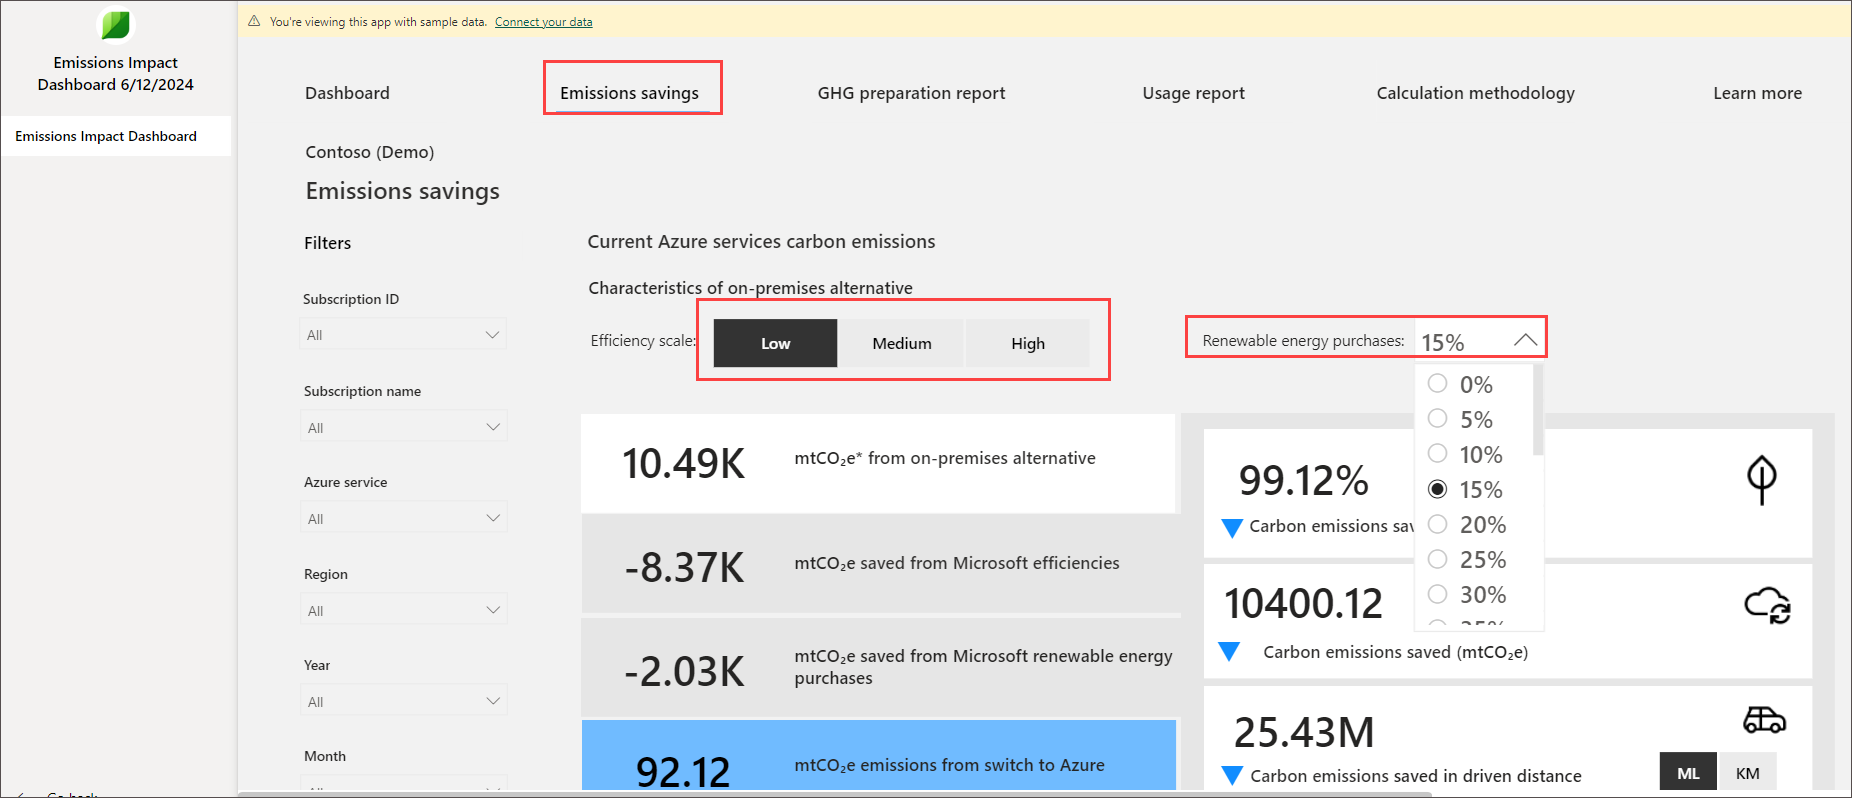 You're viewing this app with sample data. Connect your data
Emissions Impact
Dashboard 6/12/2024
Emissions Impact Dashboard
Dashboard
Emissions savings
GHG preparation report
Usage report
Calculation methodology
Learn more
Contoso (Demo)
Emissions savings
Filters
Subscription ID
All
Subscription name
All
Azure service
All
Region
All
Year
All
Month
Current Azure services carbon emissions
Characteristics of on-premises alternative
Efficiency scale:
Low
Medium
High
Renewable energy purchases:
15%
0%
5%
10%
15%
20%
25%
30%
10.49K
mtCO₂e* from on-premises alternative
-8.37K
mtCO₂e saved from Microsoft efficiencies
-2.03K
mtCO₂e saved from Microsoft renewable energy
purchases
92.12
mtCO₂e emissions from switch to Azure
99.12%
Carbon emissions sav
10400.12
Carbon emissions saved (mtCO₂e)
25.43M
Carbon emissions saved in driven distance
ML
KM